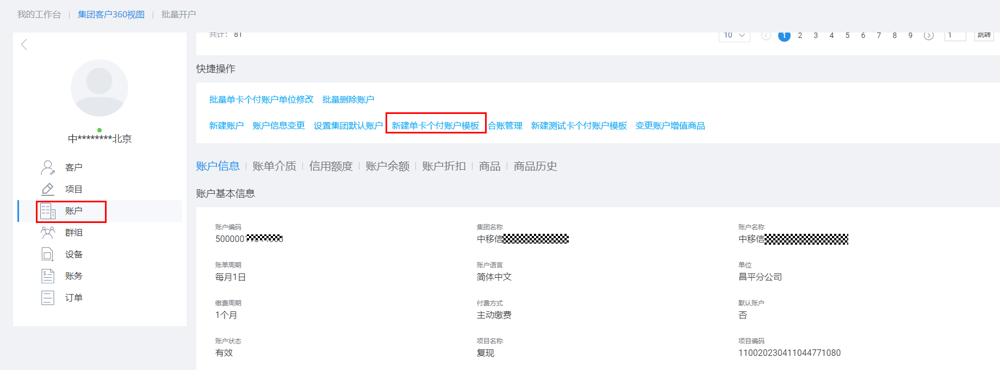 我的工作台 集团客户360视图 批量开户
共计： 81
10 1 2 3 4 5 6 7 8 9 1 跳转
中********北京
客户
项目
账户
群组
设备
账务
订单
快捷操作
批量单卡个付账户单位修改 批量删除账户
新建账户 账户信息变更 设置集团默认账户 新建单卡个付账户模板 合账管理 新建测试卡个付账户模板 变更账户增值商品
账户信息 账单介质 信用额度 账户余额 账户折扣 商品 商品历史
账户基本信息
账户编码 集团名称 账户名称
500000 中移信 中移信
账单周期 账户语言 单位
每月1日 简体中文 昌平分公司
缴费周期 付费方式 默认账户
1个月 主动缴费 否
账户状态 项目名称 项目编码
有效 复现 110020230411044771080